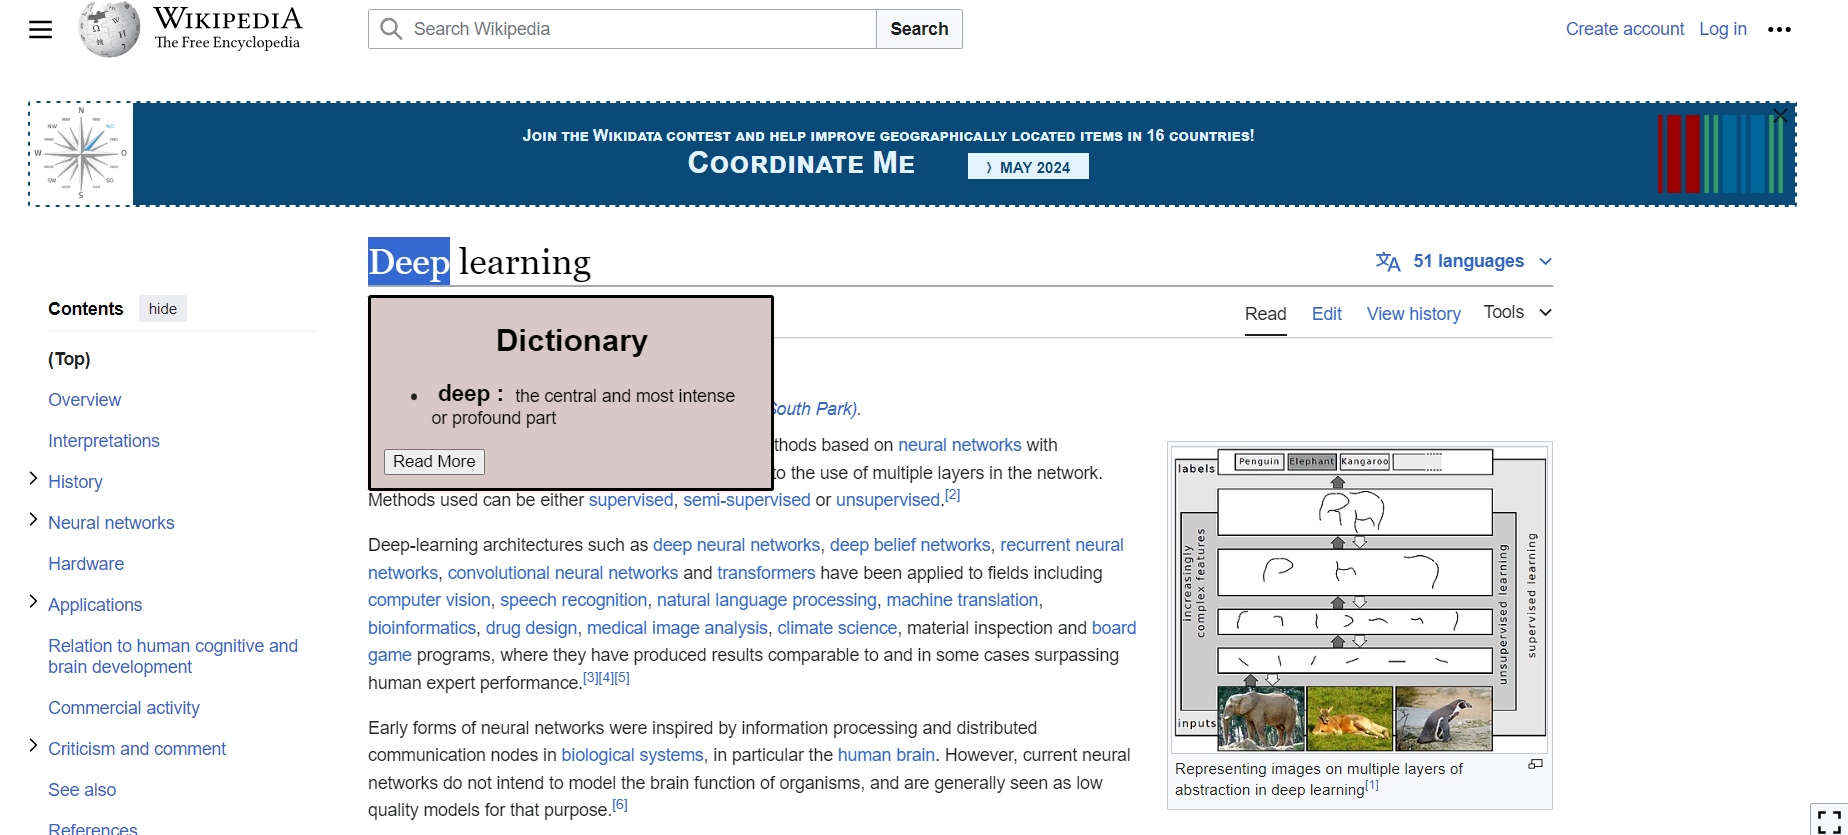 WIKIPEDIA
The Free Encyclopedia
Search Wikipedia
Search
Create account
Log in
JOIN THE WIKIDATA CONTEST AND HELP IMPROVE GEOGRAPHICALLY LOCATED ITEMS IN 16 COUNTRIES!
COORDINATE ME
〉 MAY 2024
N
NW
NO
W
O
SW
SO
S
Deep learning
51 languages
Contents
hide
(Top)
Overview
Interpretations
History
Neural networks
Hardware
Applications
Relation to human cognitive and
brain development
Commercial activity
Criticism and comment
See also
References
Read
Edit
View history
Tools
Dictionary
• deep : the central and most intense
or profound part
Read More
South Park).
thods based on neural networks with
to the use of multiple layers in the network.
Methods used can be either supervised, semi-supervised or unsupervised.[2]
Deep-learning architectures such as deep neural networks, deep belief networks, recurrent neural
networks, convolutional neural networks and transformers have been applied to fields including
computer vision, speech recognition, natural language processing, machine translation,
bioinformatics, drug design, medical image analysis, climate science, material inspection and board
game programs, where they have produced results comparable to and in some cases surpassing
human expert performance.[3][4][5]
Early forms of neural networks were inspired by information processing and distributed
communication nodes in biological systems, in particular the human brain. However, current neural
networks do not intend to model the brain function of organisms, and are generally seen as low
quality models for that purpose.[6]
labels
Penguin
Elephant
Kangaroo
increasingly
complex features
unsupervised learning
supervised learning
inputs
Representing images on multiple layers of
abstraction in deep learning[1]